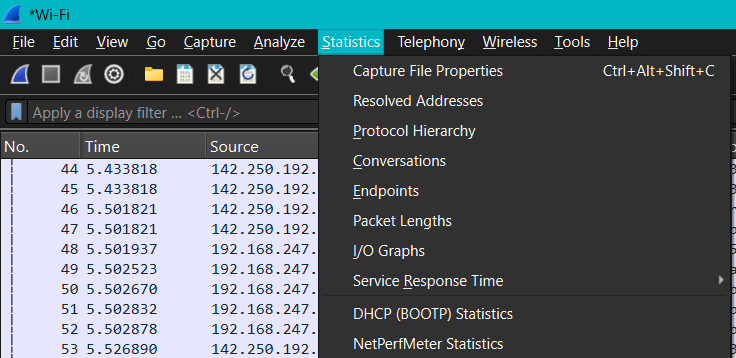 *Wi-Fi
File Edit View Go Capture Analyze Statistics Telephony Wireless Tools Help
Capture File Properties Ctrl+Alt+Shift+C
Resolved Addresses
Apply a display filter ... <Ctrl-/>
Protocol Hierarchy
No. Time Source
Conversations
44 5.433818 142.250.192.
45 5.433818 142.250.192.
Endpoints
46 5.501821 142.250.192.
Packet Lengths
47 5.501821 142.250.192.
48 5.501937 192.168.247.
I/O Graphs
49 5.502523 192.168.247.
Service Response Time
50 5.502670 192.168.247.
51 5.502832 192.168.247.
DHCP (BOOTP) Statistics
52 5.502878 192.168.247.
NetPerfMeter Statistics
53 5.526890 142.250.192.